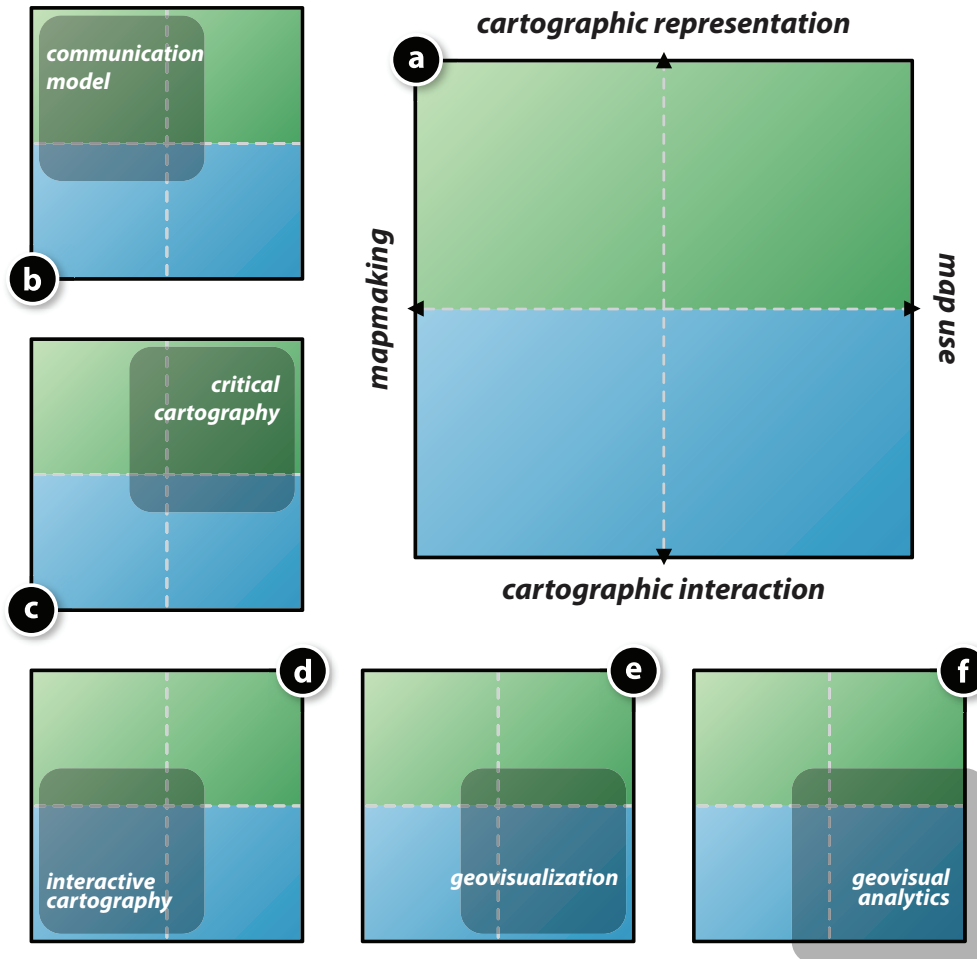 cartographic representation
a
mapmaking
map use
cartographic interaction
communication
model
b
critical
cartography
c
d
interactive
cartography
e
geovisualization
f
geovisual
analytics